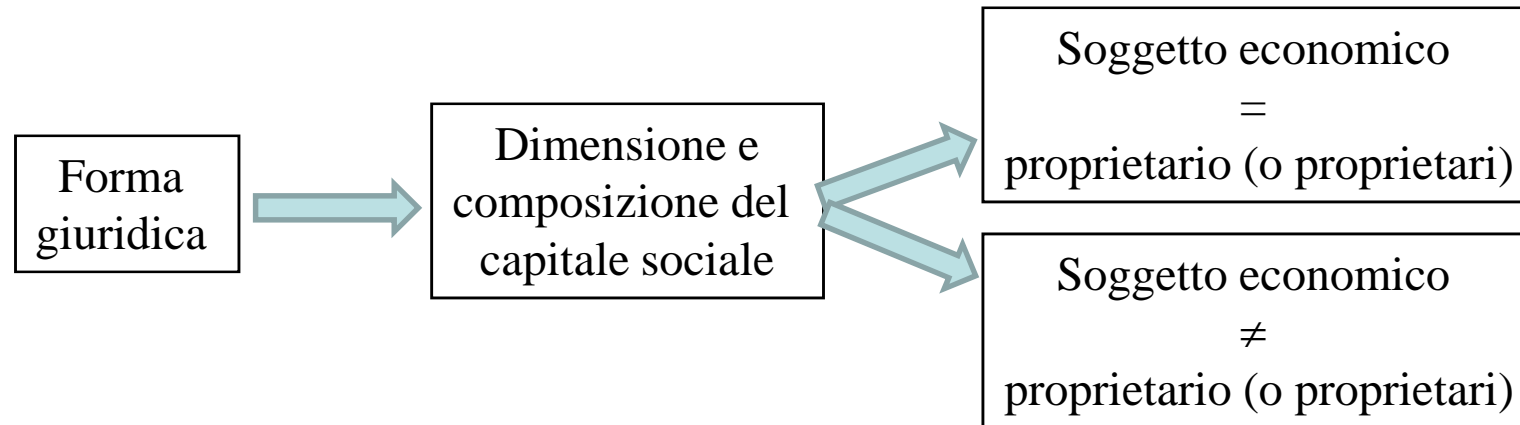 Forma
giuridica
Dimensione e
composizione del
capitale sociale
Soggetto economico
=
proprietario (o proprietari)
Soggetto economico
≠
proprietario (o proprietari)